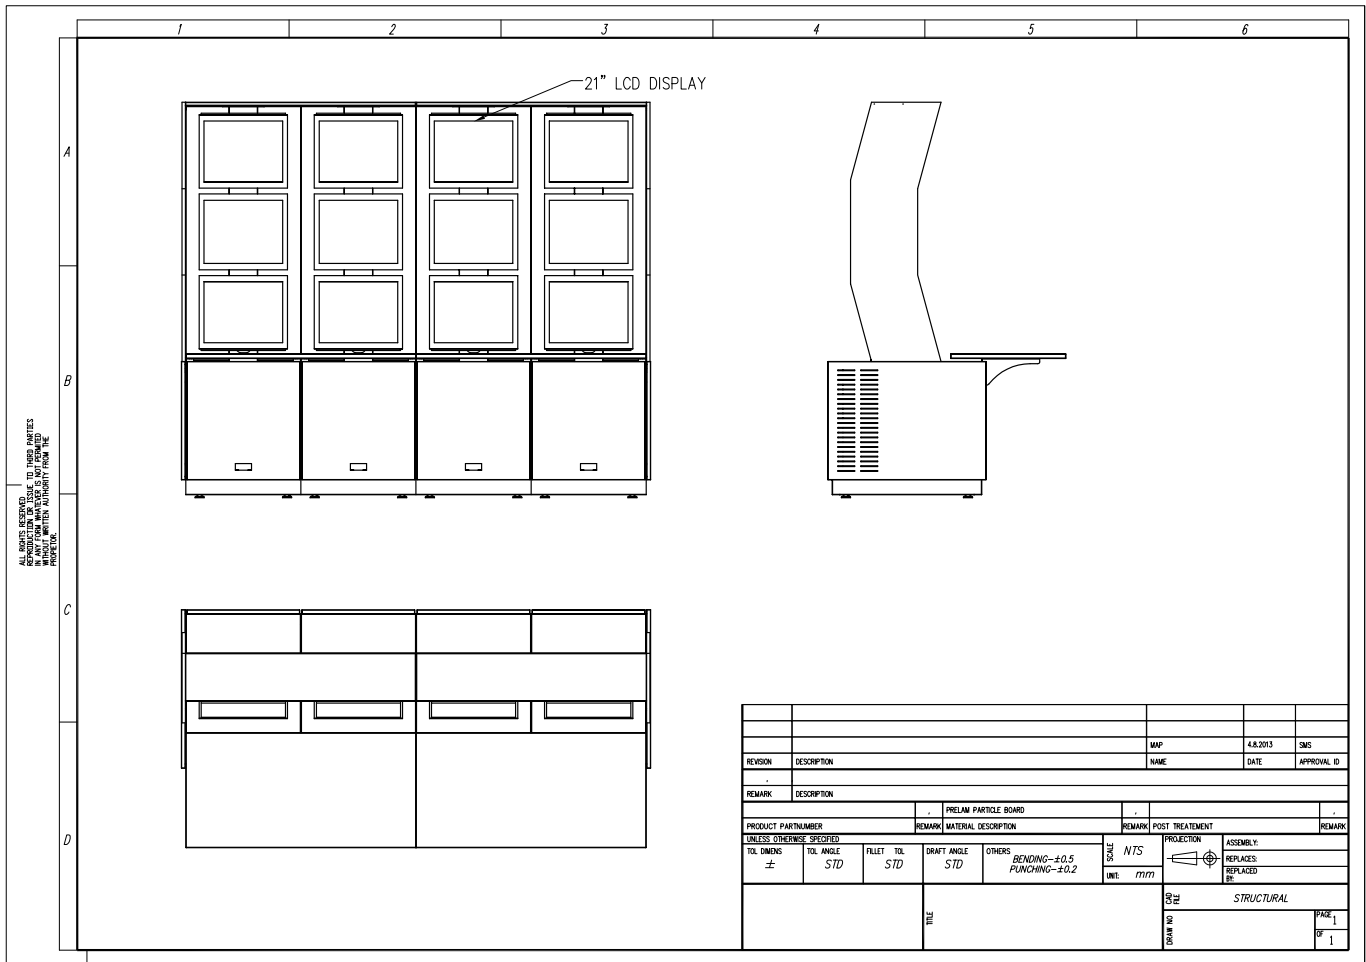 1 2 3 4 5 6
21" LCD DISPLAY
A
B
C
D
ALL RIGHTS RESERVED
REPRODUCTION OR ISSUE TO THIRD PARTIES
IN ANY FORM WHATEVER IS NOT PERMITTED
WITHOUT WRITTEN AUTHORITY FROM THE
PROPIETOR.
MAP 4.8.2013 SMS
REVISION DESCRIPTION NAME DATE APPROVAL ID
REMARK DESCRIPTION
PRELAM PARTICLE BOARD
PRODUCT PARTNUMBER REMARK MATERIAL DESCRIPTION REMARK POST TREATEMENT REMARK
UNLESS OTHERWISE SPECIFIED
TOL DIMENS TOL ANGLE FILLET TOL DRAFT ANGLE OTHERS
± STD STD STD BENDING-±0.5
PUNCHING-±0.2
SCALE NTS
UNIT: mm
PROJECTION
ASSEMBLY:
REPLACES:
REPLACED
BY:
TITLE
CAD
FILE
STRUCTURAL
DRAW NO
PAGE 1
OF 1